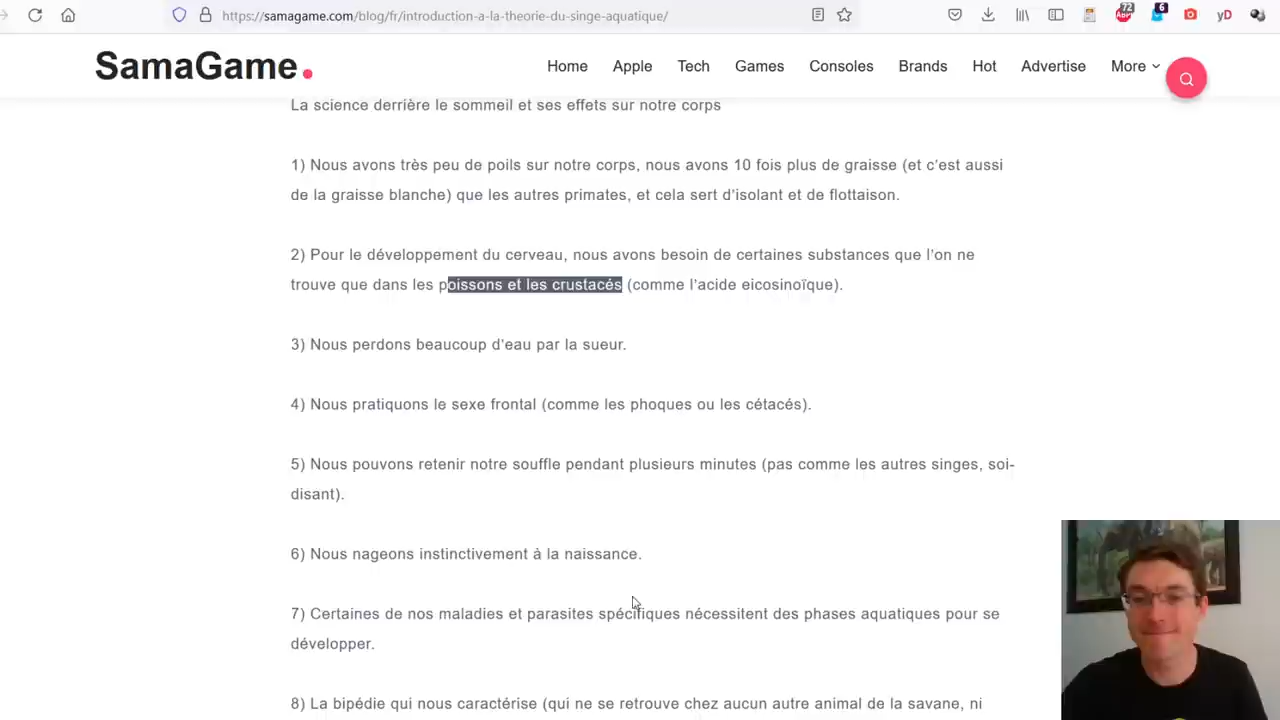 https://samagame.com/blog/fr/introduction-a-la-theorie-du-singe-aquatique/
72
6
yD
SamaGame.
Home Apple Tech Games Consoles Brands Hot Advertise More
La science derrière le sommeil et ses effets sur notre corps
1) Nous avons très peu de poils sur notre corps, nous avons 10 fois plus de graisse (et c'est aussi
de la graisse blanche) que les autres primates, et cela sert d'isolant et de flottaison.
2) Pour le développement du cerveau, nous avons besoin de certaines substances que l'on ne
trouve que dans les poissons et les crustacés (comme l'acide eicosinoïque).
3) Nous perdons beaucoup d'eau par la sueur.
4) Nous pratiquons le sexe frontal (comme les phoques ou les cétacés).
5) Nous pouvons retenir notre souffle pendant plusieurs minutes (pas comme les autres singes, soi-
disant).
6) Nous nageons instinctivement à la naissance.
7) Certaines de nos maladies et parasites spécifiques nécessitent des phases aquatiques pour se
développer.
8) La bipédie qui nous caractérise (qui ne se retrouve chez aucun autre animal de la savane, ni